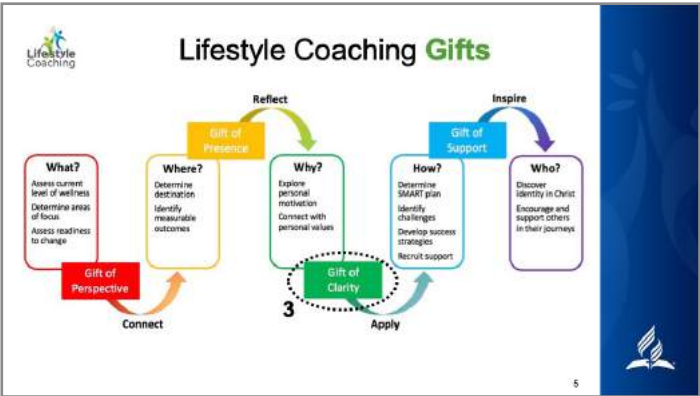 Lifestyle
Coaching
Lifestyle Coaching Gifts
Reflect
Inspire
Gift of
Presence
Gift of
Support
What?
Assess current
level of wellness
Determine areas
of focus
Assess readiness
to change
Where?
Determine
destination
Identify
measurable
outcomes
Why?
Explore
personal
motivation
Connect with
personal values
How?
Determine
SMART plan
Identify
challenges
Develop success
strategies
Recruit support
Who?
Discover
identity in Christ
Encourage and
support others
in their journeys
Gift of
Perspective
Gift of
Clarity
3
Connect
Apply
5